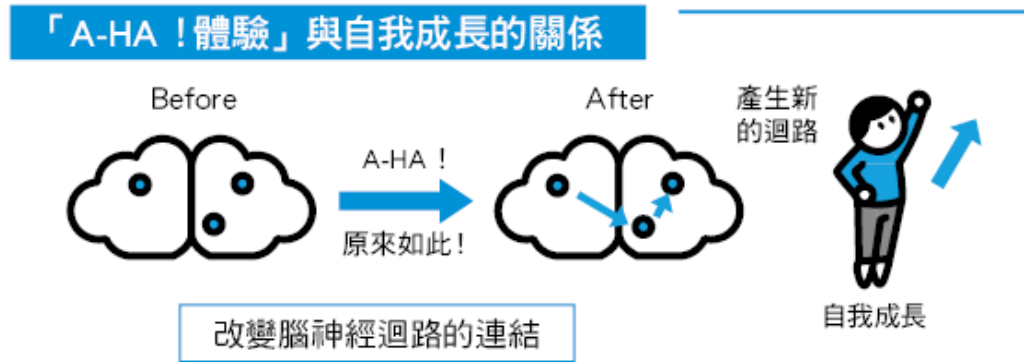 「A-HA！體驗」與自我成長的關係
Before
A-HA！
原來如此！
After
產生新
的迴路
自我成長
改變腦神經迴路的連結